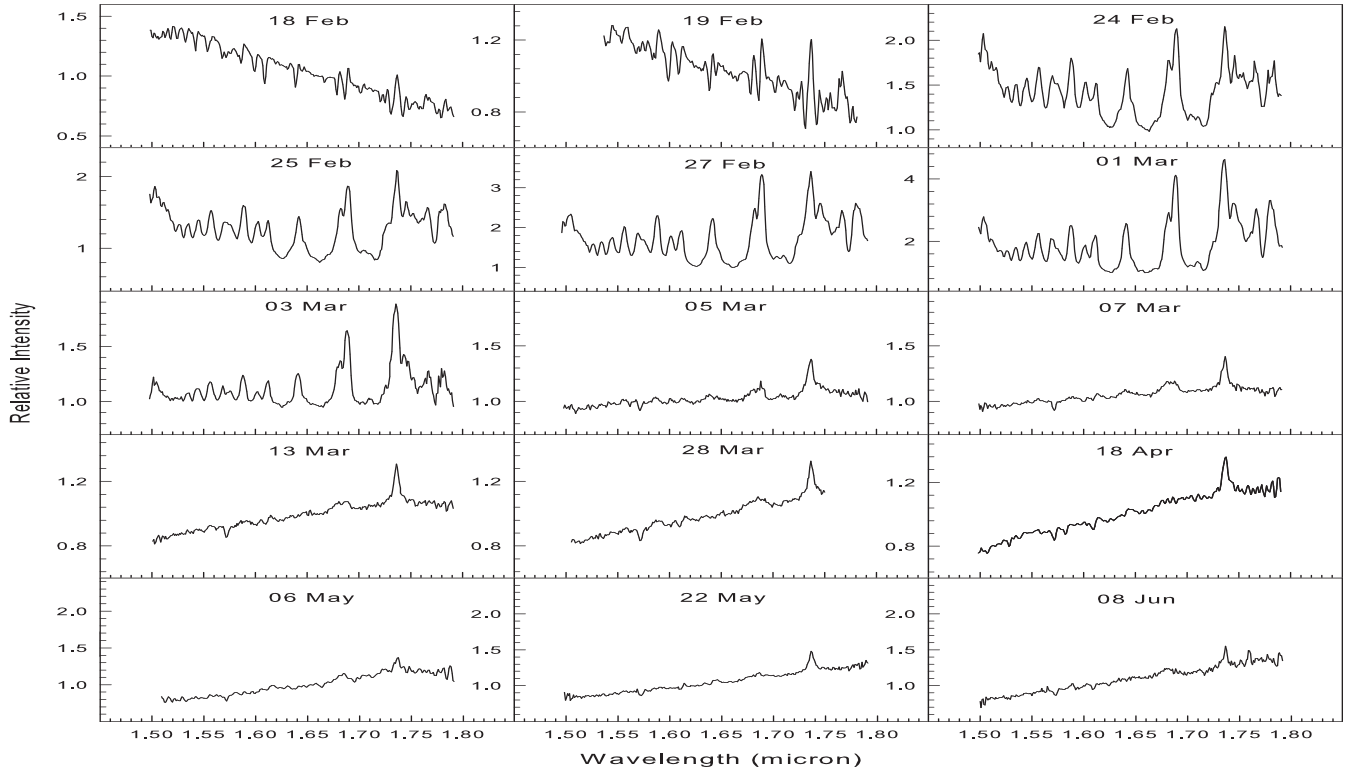 18 Feb
19 Feb
24 Feb
1.5
1.0
0.5
1.2
0.8
2.0
1.5
1.0
25 Feb
27 Feb
01 Mar
2
1
3
2
1
4
2
03 Mar
05 Mar
07 Mar
1.5
1.0
1.5
1.0
1.5
1.0
13 Mar
28 Mar
18 Apr
1.2
0.8
1.2
0.8
1.2
0.8
06 May
22 May
08 Jun
2.0
1.5
1.0
2.0
1.5
1.0
2.0
1.5
1.0
1.50 1.55 1.60 1.65 1.70 1.75 1.80
1.50 1.55 1.60 1.65 1.70 1.75 1.80
1.50 1.55 1.60 1.65 1.70 1.75 1.80
Relative Intensity
Wavelength (micron)